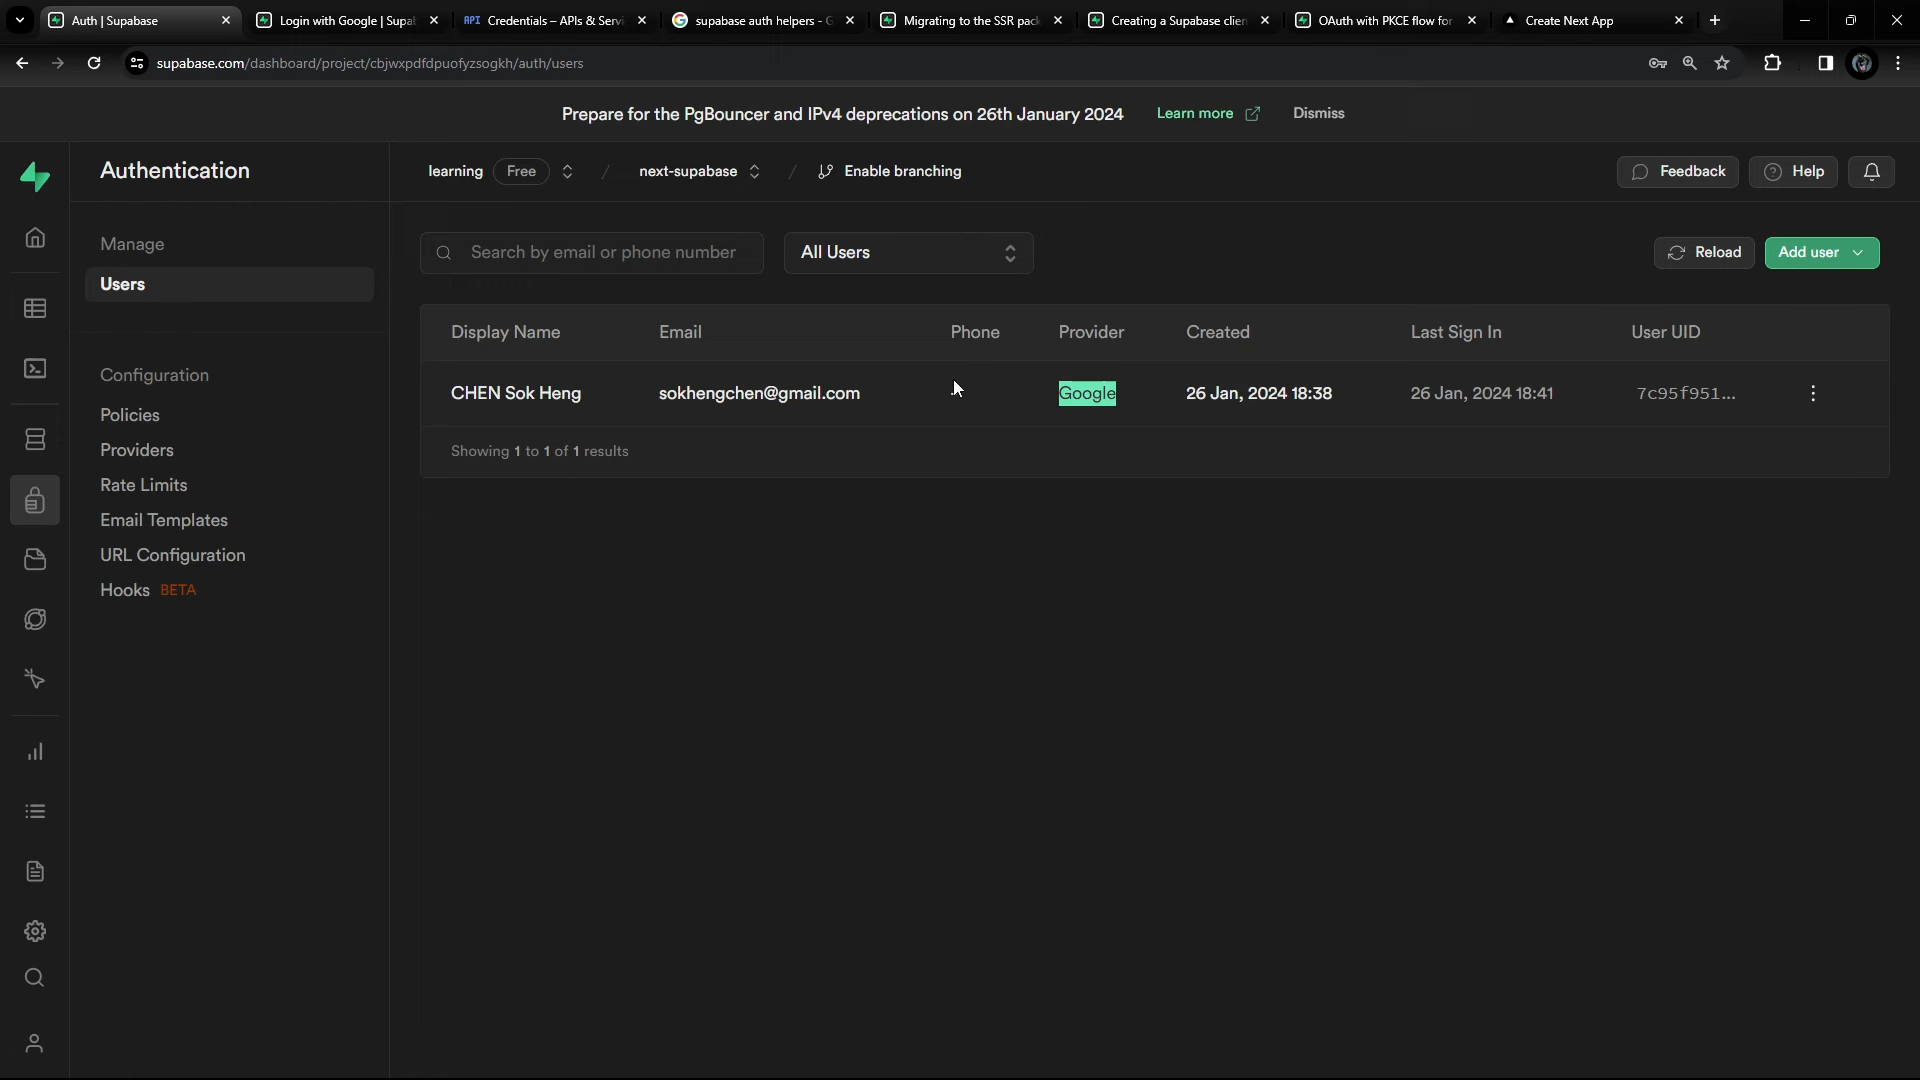 Auth | Supabase
Login with Google | Supab
API Credentials – APIs & Servi
supabase auth helpers - G
Migrating to the SSR pack
Creating a Supabase clien
OAuth with PKCE flow for
Create Next App
supabase.com/dashboard/project/cbjwxpdfdpuofyzsogkh/auth/users
Prepare for the PgBouncer and IPv4 deprecations on 26th January 2024 Learn more Dismiss
Authentication
learning Free / next-supabase / Enable branching
Feedback Help
Manage
Users
Configuration
Policies
Providers
Rate Limits
Email Templates
URL Configuration
Hooks BETA
Search by email or phone number All Users Reload Add user
Display Name Email Phone Provider Created Last Sign In User UID
CHEN Sok Heng sokhengchen@gmail.com - Google 26 Jan, 2024 18:38 26 Jan, 2024 18:41 7c95f951...
Showing 1 to 1 of 1 results